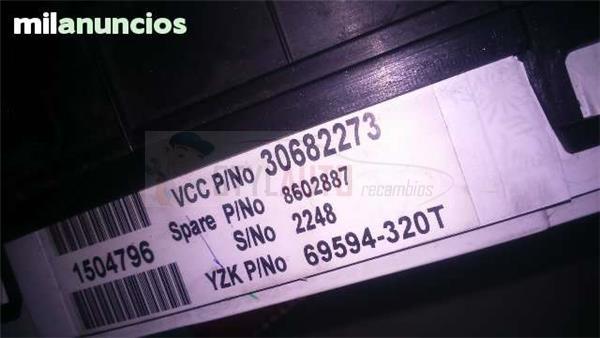 milanuncios
VCC P/No 30682273
Spare P/No 8602887
S/No 2248
YZK P/No 69594-320T
1504796
recambios